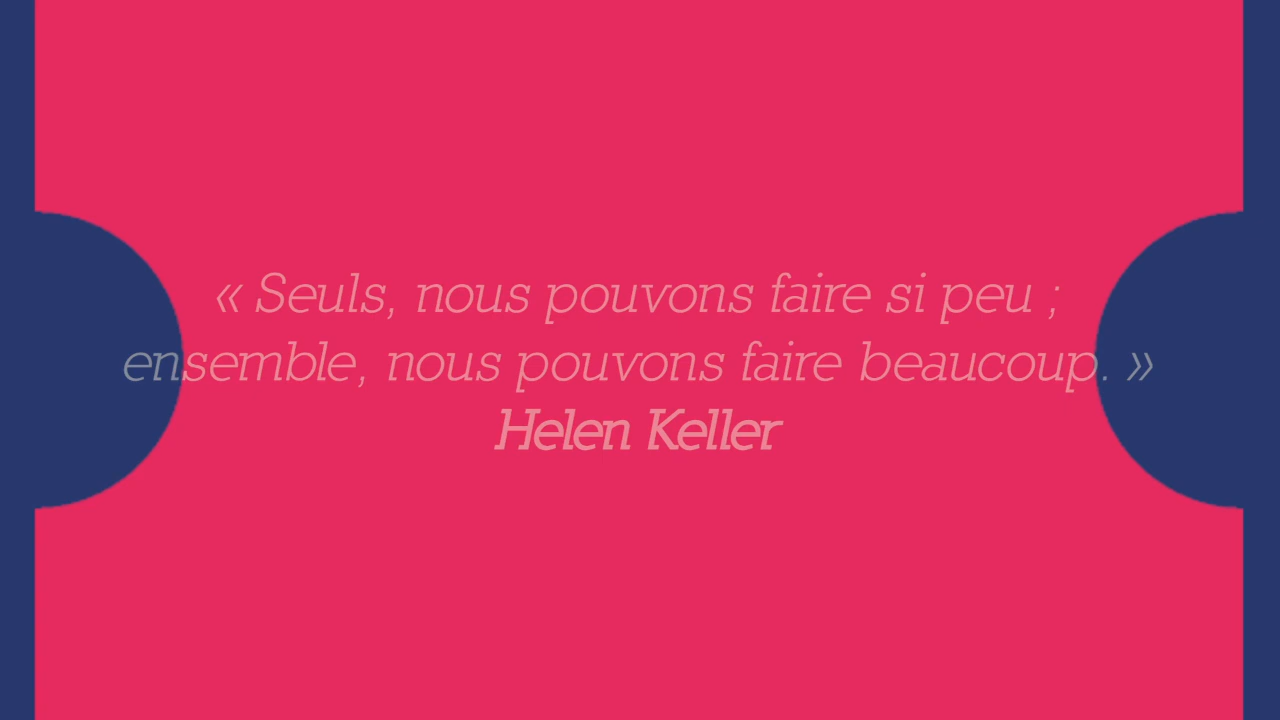 « Seuls, nous pouvons faire si peu ;
ensemble, nous pouvons faire beaucoup. »
Helen Keller